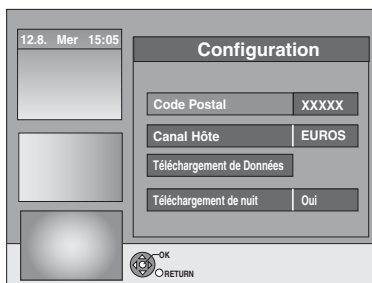 12.8. Mer 15:05
Configuration
Code Postal XXXXX
Canal Hôte EUROS
Téléchargement de Données
Téléchargement de nuit Oui
OK
RETURN